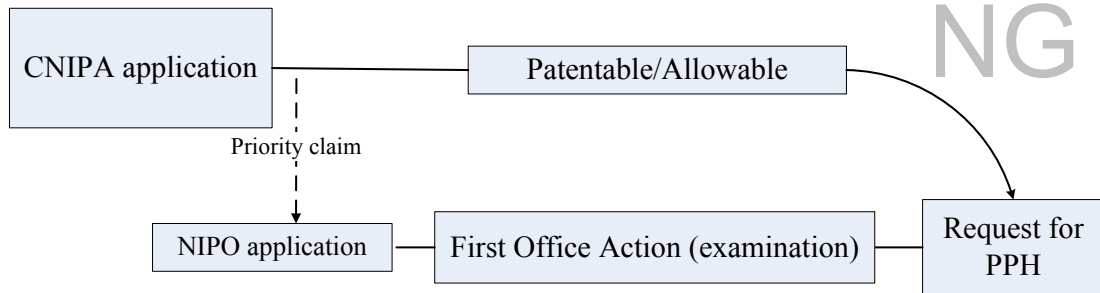 NG
CNIPA application
Patentable/Allowable
Priority claim
NIPO application
First Office Action (examination)
Request for
PPH